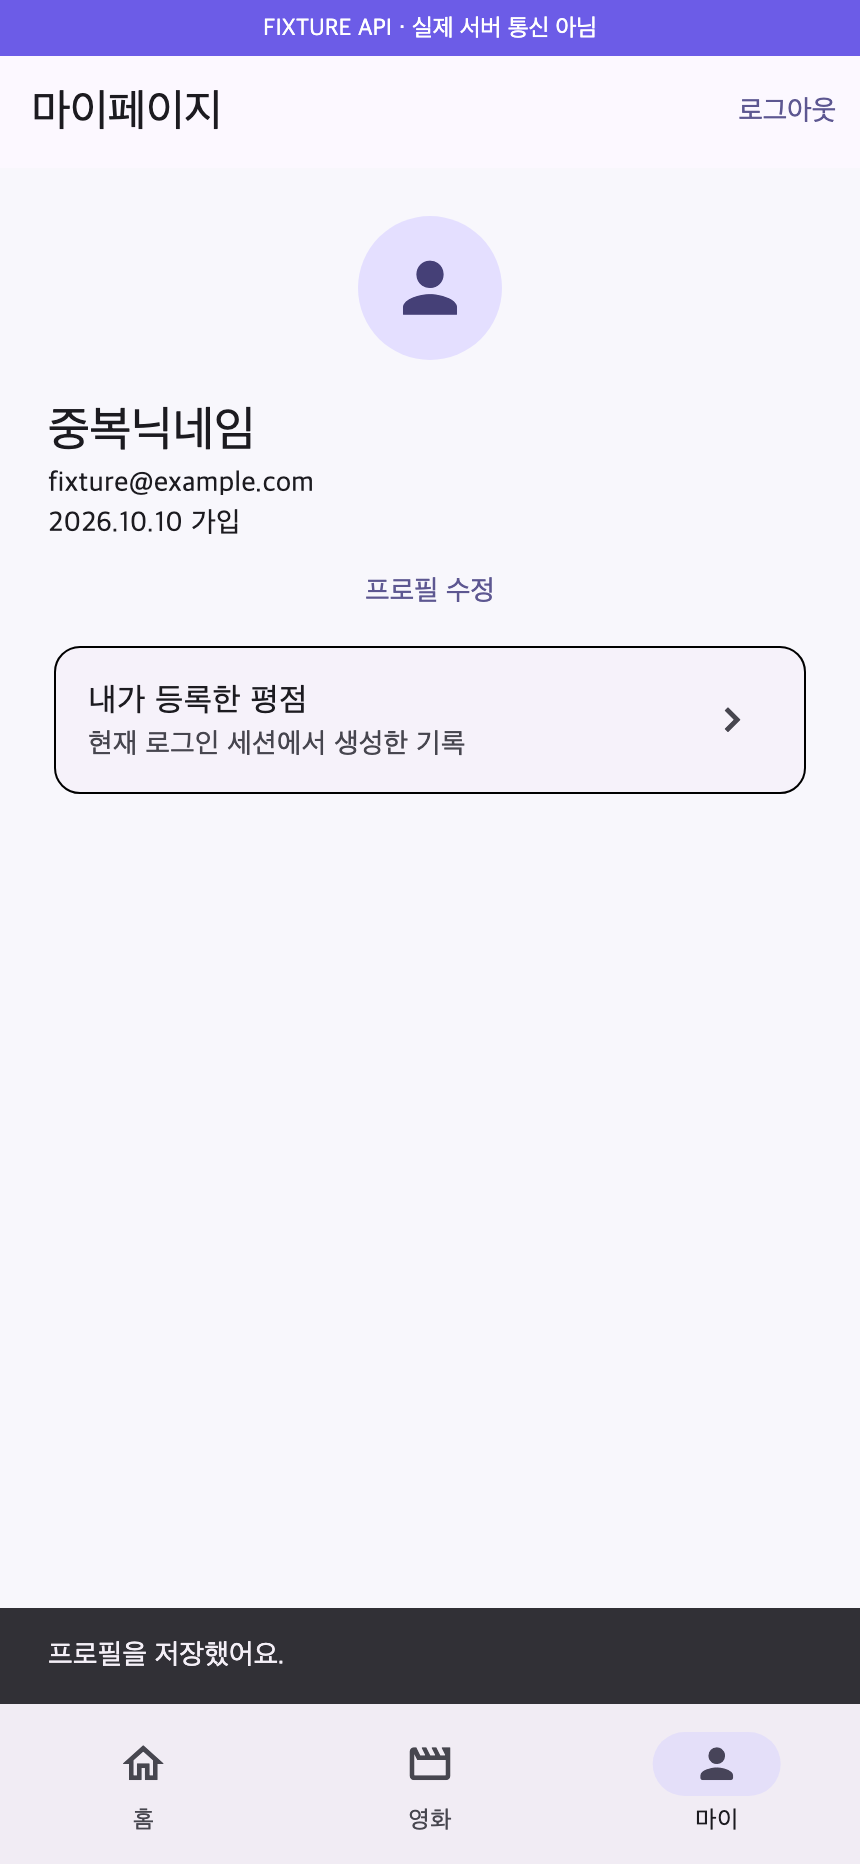 FIXTURE API · 실제 서버 통신 아님
마이페이지
로그아웃
중복닉네임
fixture@example.com
2026.10.10 가입
프로필 수정
내가 등록한 평점
현재 로그인 세션에서 생성한 기록
프로필을 저장했어요.
홈
영화
마이